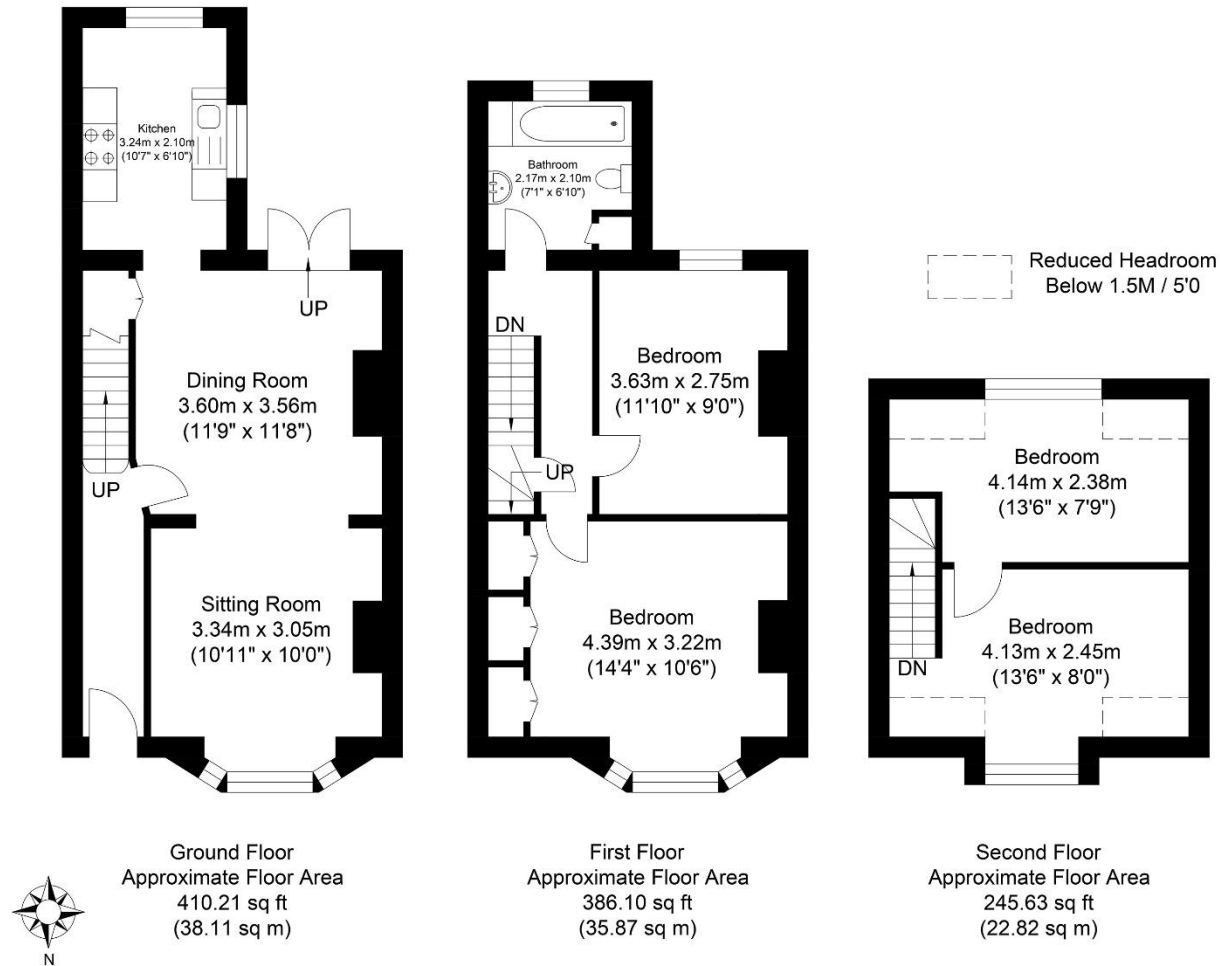 Kitchen
3.24m x 2.10m
(10'7" x 6'10")
UP
Dining Room
3.60m x 3.56m
(11'9" x 11'8")
UP
Sitting Room
3.34m x 3.05m
(10'11" x 10'0")
Ground Floor
Approximate Floor Area
410.21 sq ft
(38.11 sq m)
N
Bathroom
2.17m x 2.10m
(7'1" x 6'10")
DN
Bedroom
3.63m x 2.75m
(11'10" x 9'0")
UP
Bedroom
4.39m x 3.22m
(14'4" x 10'6")
First Floor
Approximate Floor Area
386.10 sq ft
(35.87 sq m)
Reduced Headroom
Below 1.5M / 5'0
Bedroom
4.14m x 2.38m
(13'6" x 7'9")
Bedroom
4.13m x 2.45m
(13'6" x 8'0")
DN
Second Floor
Approximate Floor Area
245.63 sq ft
(22.82 sq m)